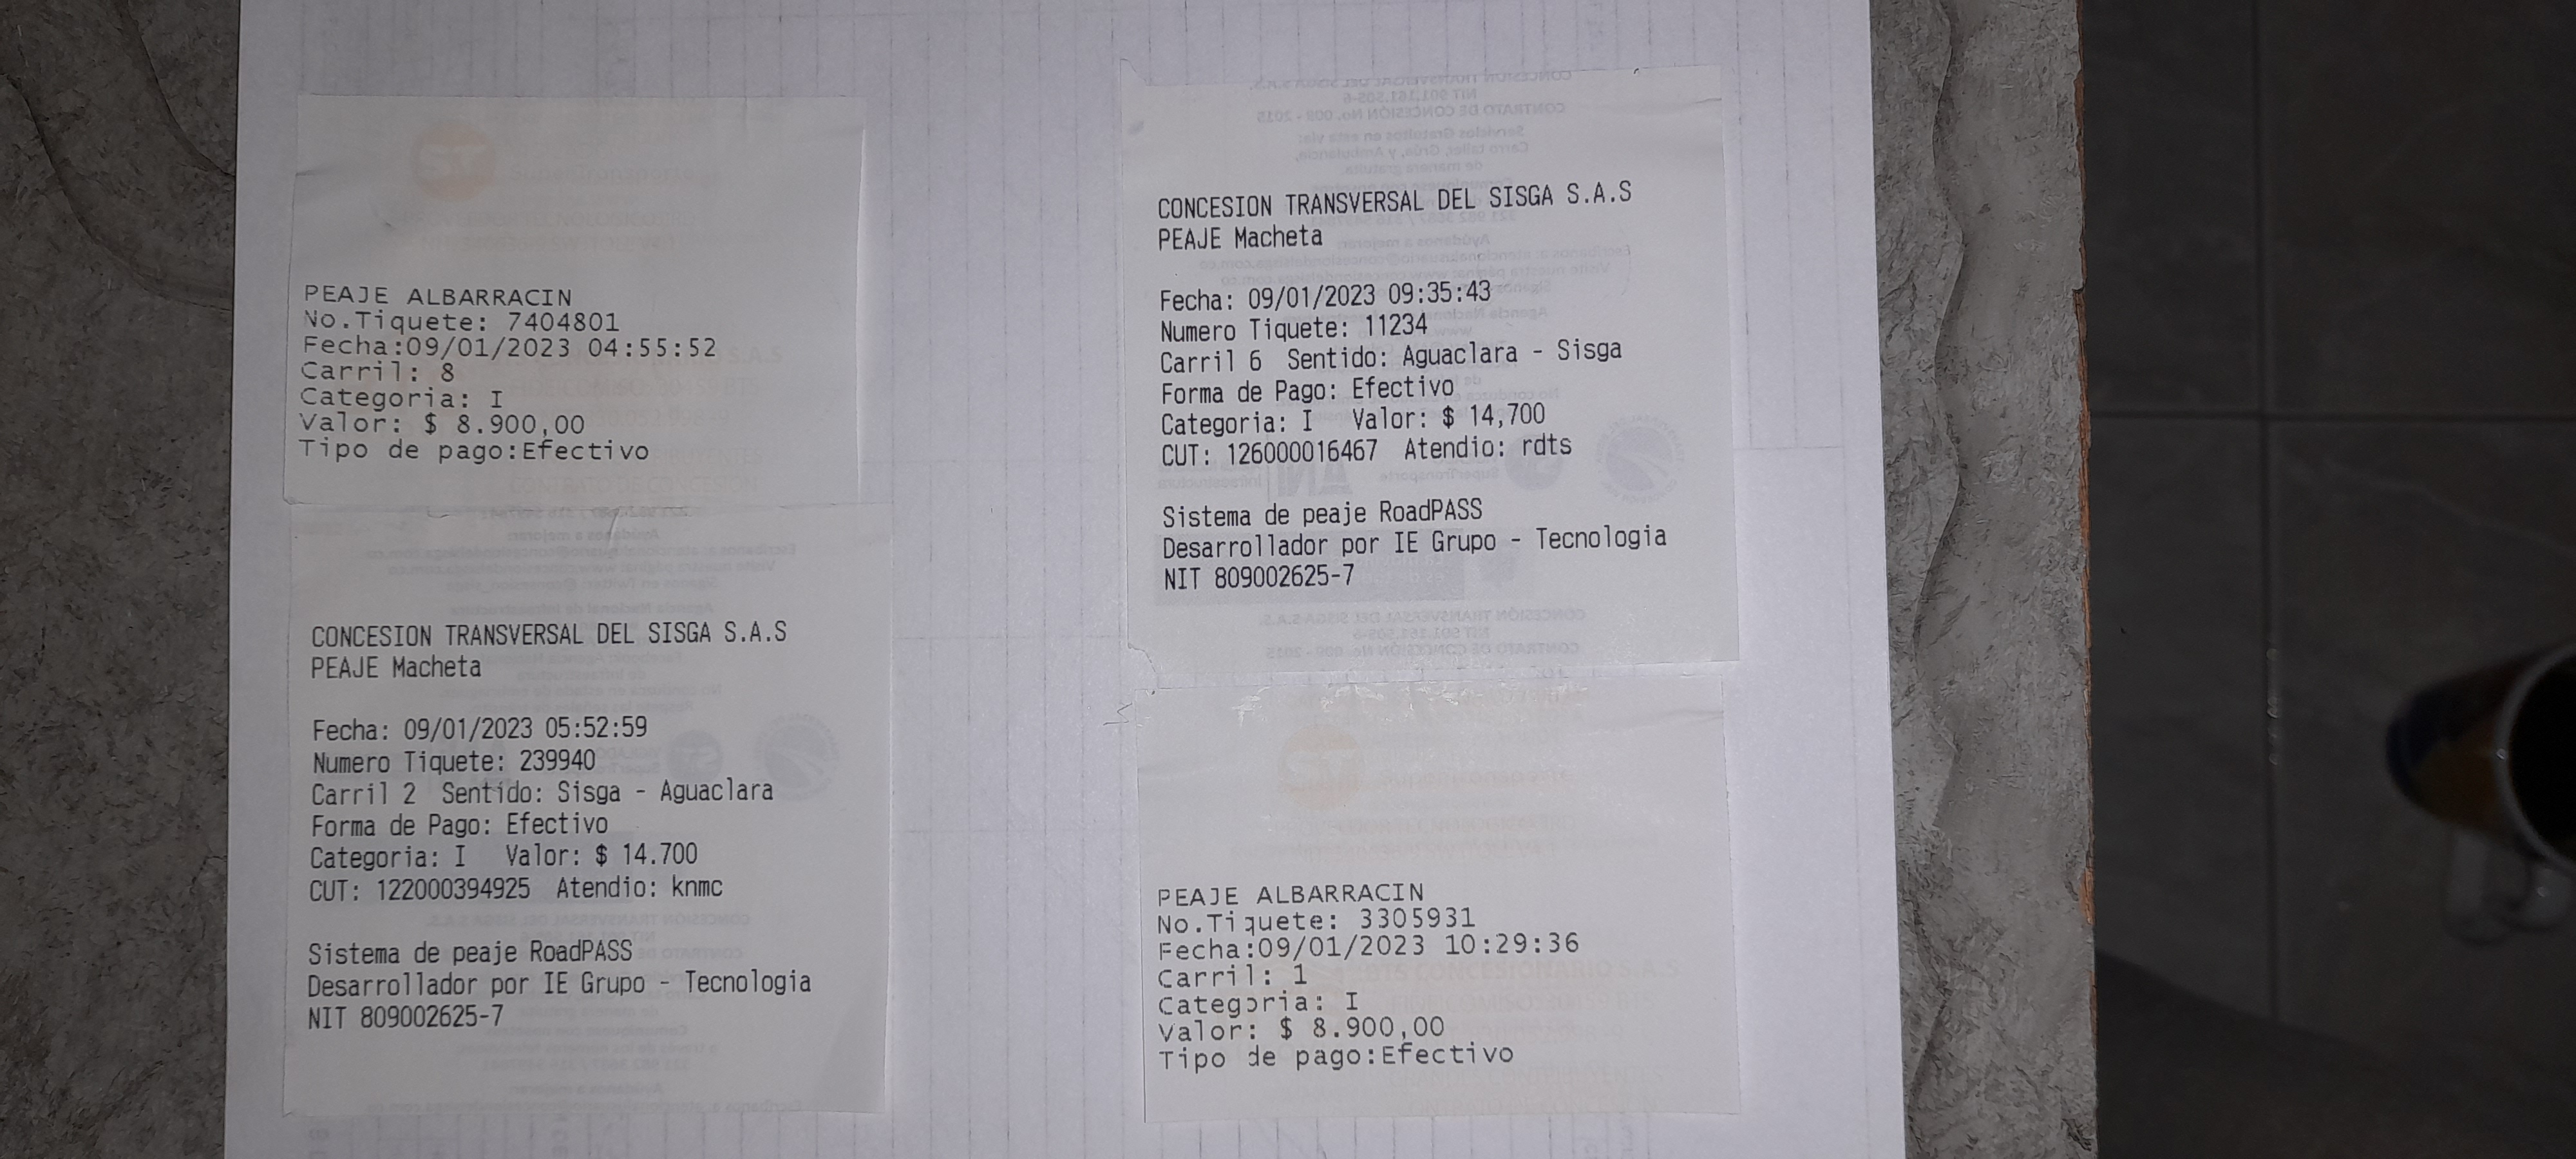 PEAJE ALBARRACIN
No.Tiquete: 7404801
Fecha:09/01/2023 04:55:52
Carril: 8
Categoria: I
Valor: $ 8.900,00
Tipo de pago:Efectivo
CONCESION TRANSVERSAL DEL SISGA S.A.S
PEAJE Macheta
Fecha: 09/01/2023 05:52:59
Numero Tiquete: 239940
Carril 2 Sentido: Sisga - Aguaclara
Forma de Pago: Efectivo
Categoria: I Valor: $ 14.700
CUT: 122000394925 Atendio: knmc
Sistema de peaje RoadPASS
Desarrollador por IE Grupo - Tecnologia
NIT 809002625-7
CONCESION TRANSVERSAL DEL SISGA S.A.S
PEAJE Macheta
Fecha: 09/01/2023 09:35:43
Numero Tiquete: 11234
Carril 6 Sentido: Aguaclara - Sisga
Forma de Pago: Efectivo
Categoria: I Valor: $ 14,700
CUT: 126000016467 Atendio: rdts
Sistema de peaje RoadPASS
Desarrollador por IE Grupo - Tecnologia
NIT 809002625-7
PEAJE ALBARRACIN
No.Tiquete: 3305931
Fecha:09/01/2023 10:29:36
Carril: 1
Categoria: I
Valor: $ 8.900,00
Tipo de pago:Efectivo